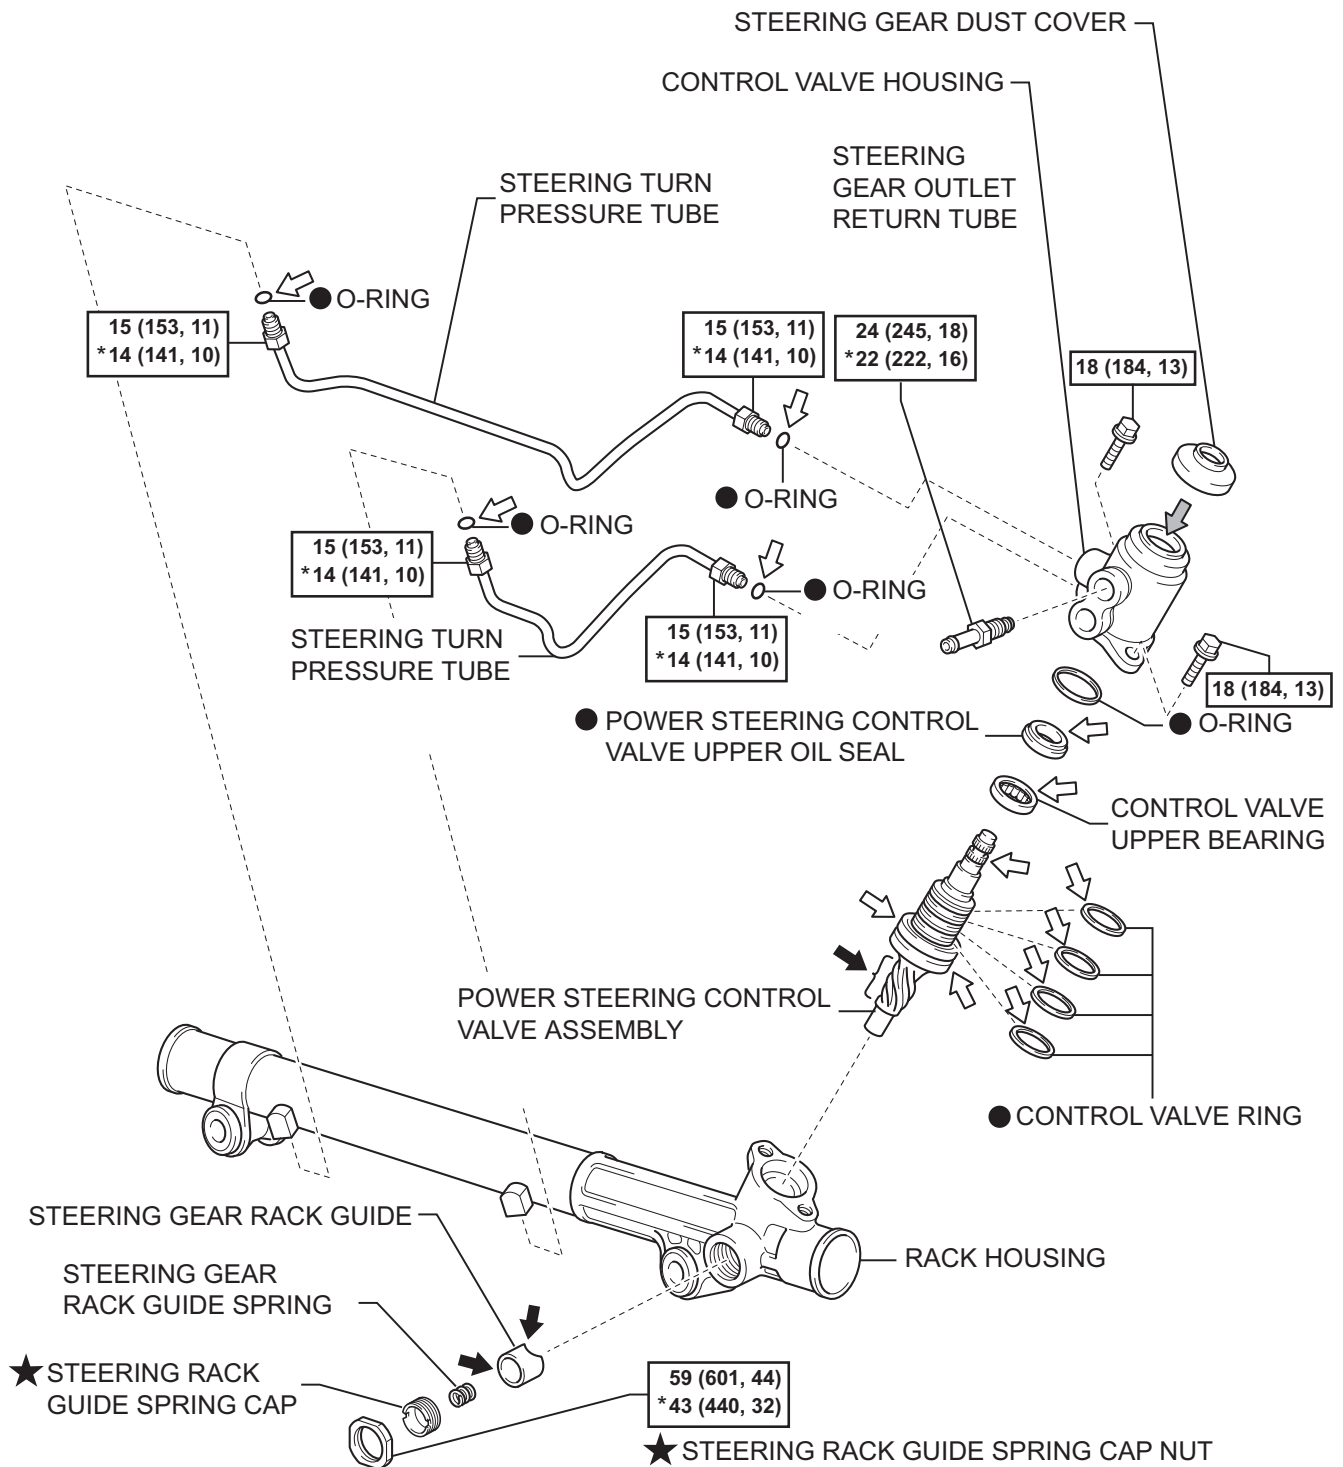 STEERING GEAR DUST COVER
CONTROL VALVE HOUSING
STEERING
GEAR OUTLET
RETURN TUBE
STEERING TURN
PRESSURE TUBE
● O-RING
15 (153, 11)
*14 (141, 10)
15 (153, 11)
*14 (141, 10)
24 (245, 18)
*22 (222, 16)
18 (184, 13)
● O-RING
● O-RING
15 (153, 11)
*14 (141, 10)
● O-RING
STEERING TURN
PRESSURE TUBE
15 (153, 11)
*14 (141, 10)
18 (184, 13)
● O-RING
● POWER STEERING CONTROL
VALVE UPPER OIL SEAL
CONTROL VALVE
UPPER BEARING
POWER STEERING CONTROL
VALVE ASSEMBLY
● CONTROL VALVE RING
STEERING GEAR RACK GUIDE
RACK HOUSING
STEERING GEAR
RACK GUIDE SPRING
★ STEERING RACK
GUIDE SPRING CAP
59 (601, 44)
*43 (440, 32)
★ STEERING RACK GUIDE SPRING CAP NUT